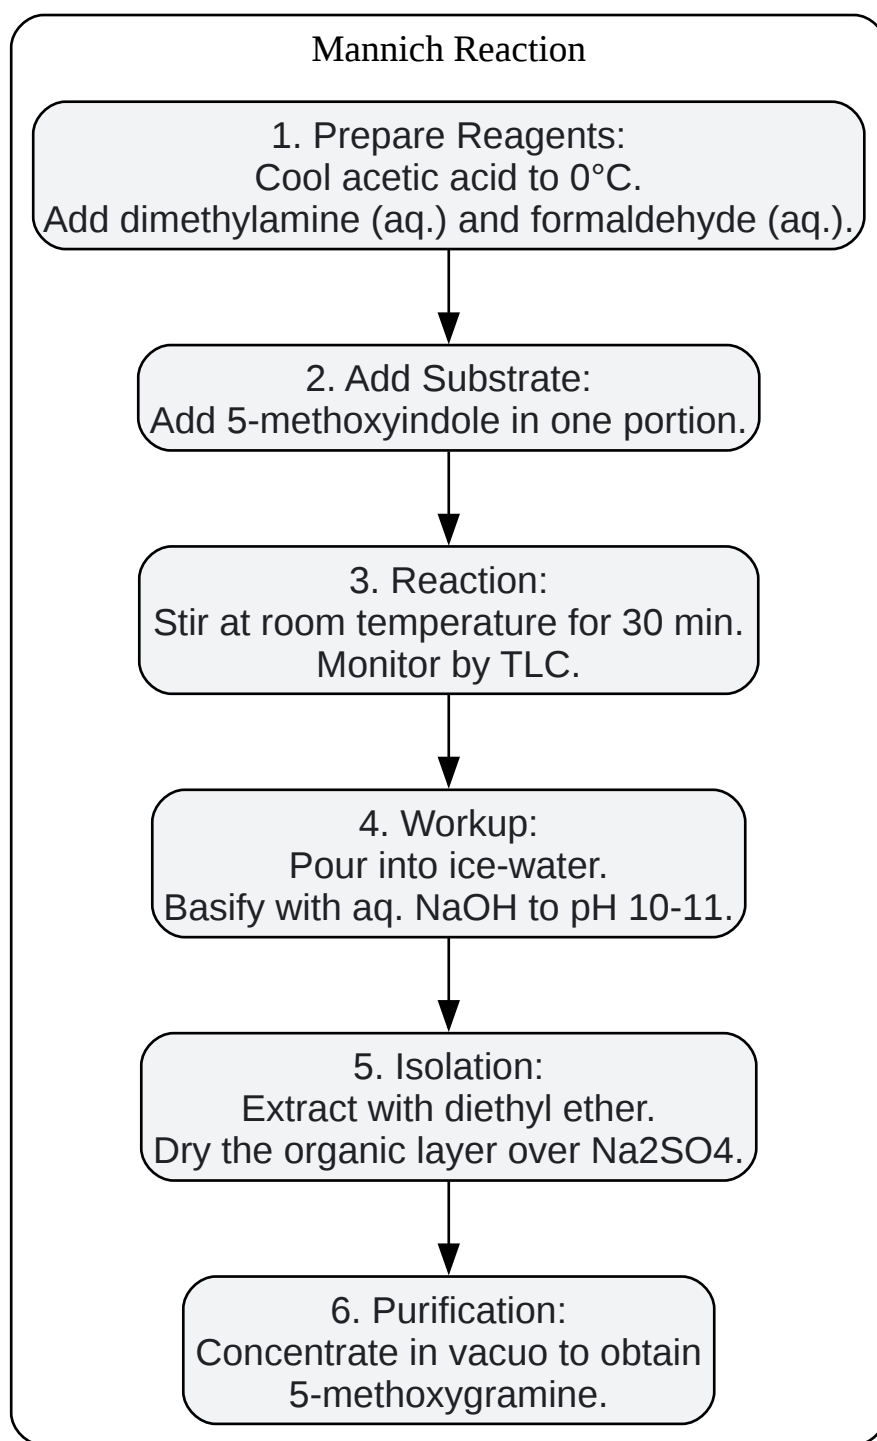 Mannich Reaction
1. Prepare Reagents:
Cool acetic acid to 0°C.
Add dimethylamine (aq.) and formaldehyde (aq.).
2. Add Substrate:
Add 5-methoxyindole in one portion.
3. Reaction:
Stir at room temperature for 30 min.
Monitor by TLC.
4. Workup:
Pour into ice-water.
Basify with aq. NaOH to pH 10-11.
5. Isolation:
Extract with diethyl ether.
Dry the organic layer over Na2SO4.
6. Purification:
Concentrate in vacuo to obtain
5-methoxygramine.